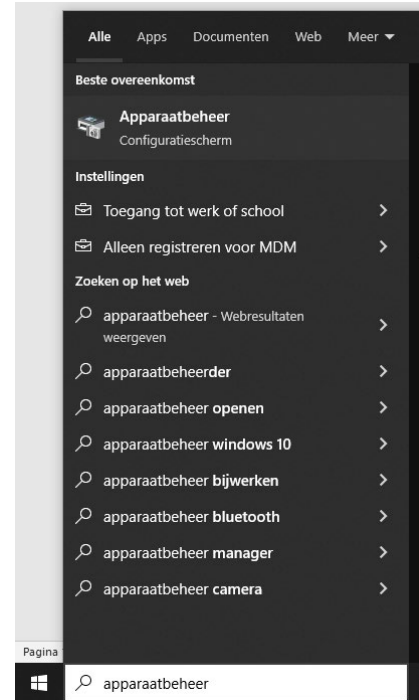 Alle Apps Documenten Web Meer
Beste overeenkomst
Apparaatbeheer
Configuratiescherm
Instellingen
Toegang tot werk of school
Alleen registreren voor MDM
Zoeken op het web
apparaatbeheer - Webresultaten
weergeven
apparaatbeheerder
apparaatbeheer openen
apparaatbeheer windows 10
apparaatbeheer bijwerken
apparaatbeheer bluetooth
apparaatbeheer manager
apparaatbeheer camera
Pagina
apparaatbeheer